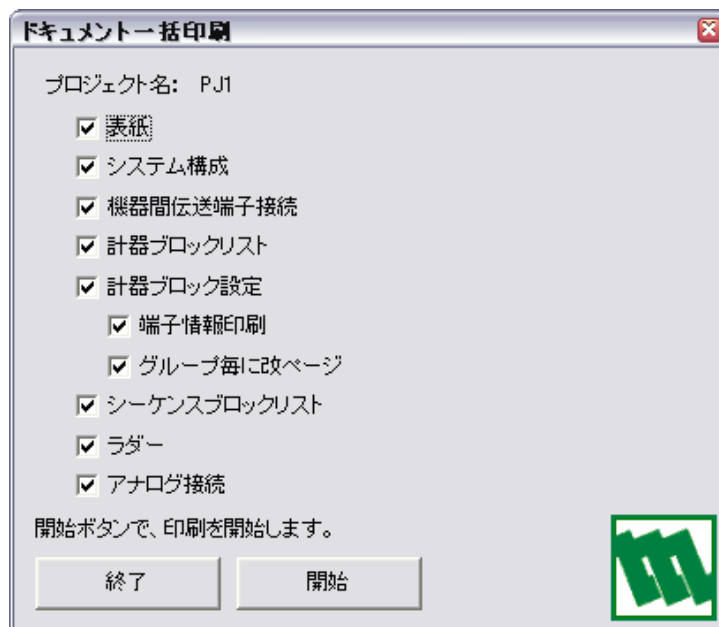 ドキュメント一括印刷
プロジェクト名: PJ1
表紙
システム構成
機器間伝送端子接続
計器ブロックリスト
計器ブロック設定
端子情報印刷
グループ毎に改ページ
シーケンスブロックリスト
ラダー
アナログ接続
開始ボタンで、印刷を開始します。
終了 開始